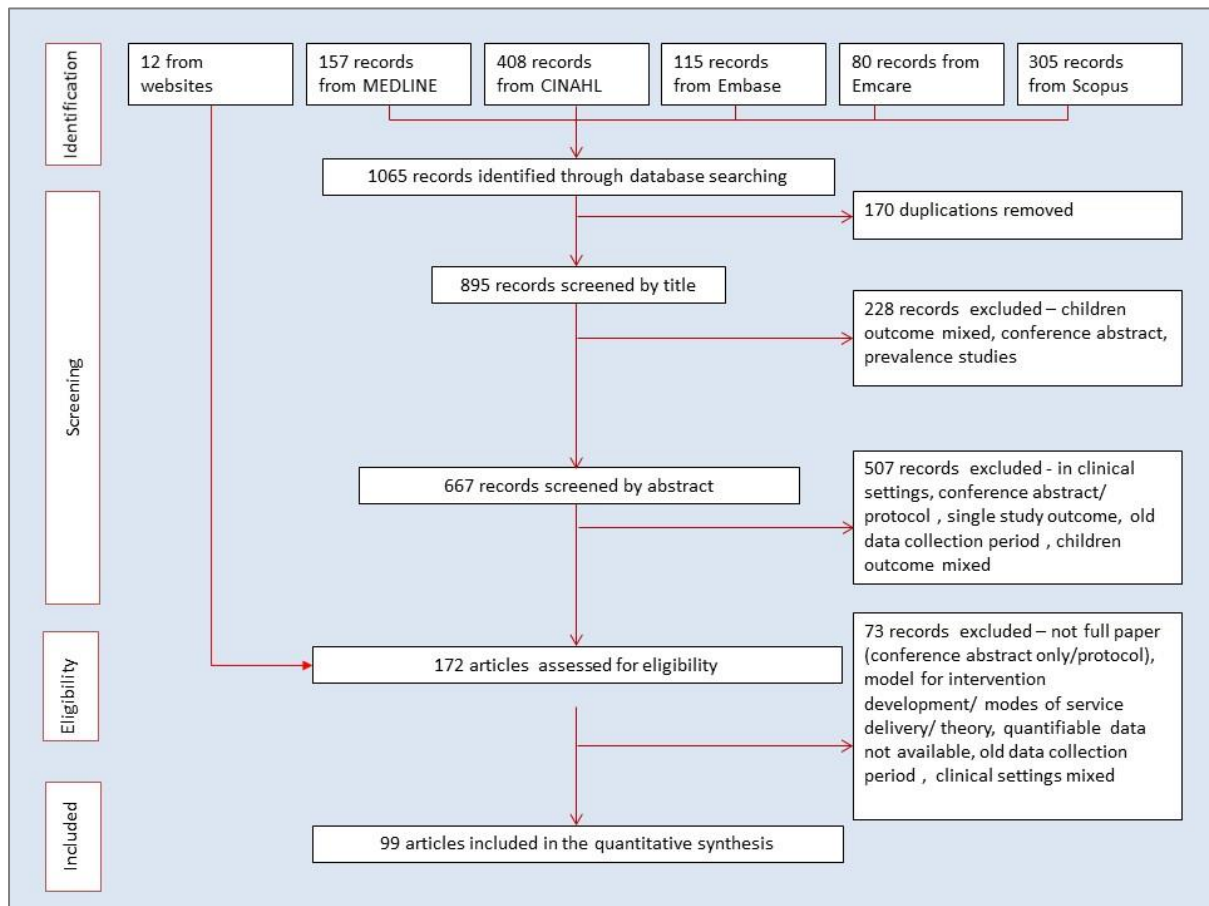 Identification
12 from
websites
157 records
from MEDLINE
408 records
from CINAHL
115 records
from Embase
80 records from
Emcare
305 records
from Scopus
1065 records identified through database searching
Screening
170 duplications removed
895 records screened by title
228 records excluded – children
outcome mixed, conference abstract,
prevalence studies
667 records screened by abstract
507 records excluded - in clinical
settings, conference abstract/
protocol , single study outcome, old
data collection period , children
outcome mixed
Eligibility
172 articles assessed for eligibility
73 records excluded – not full paper
(conference abstract only/protocol),
model for intervention
development/ modes of service
delivery/ theory, quantifiable data
not available, old data collection
period , clinical settings mixed
Included
99 articles included in the quantitative synthesis